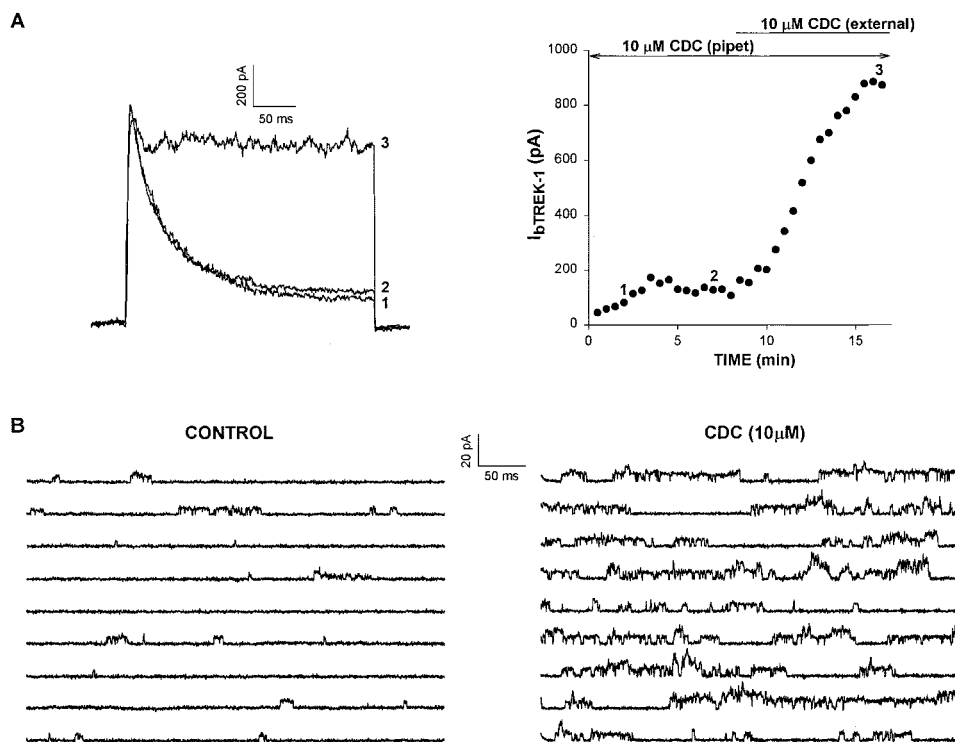 A
200 pA
50 ms
3
2
1
10 µM CDC (external)
10 µM CDC (pipet)
1000
800
600
400
200
0
I bTREK-1 (pA)
1
2
3
0
5
10
15
TIME (min)
B
CONTROL
20 pA
50 ms
CDC (10µM)